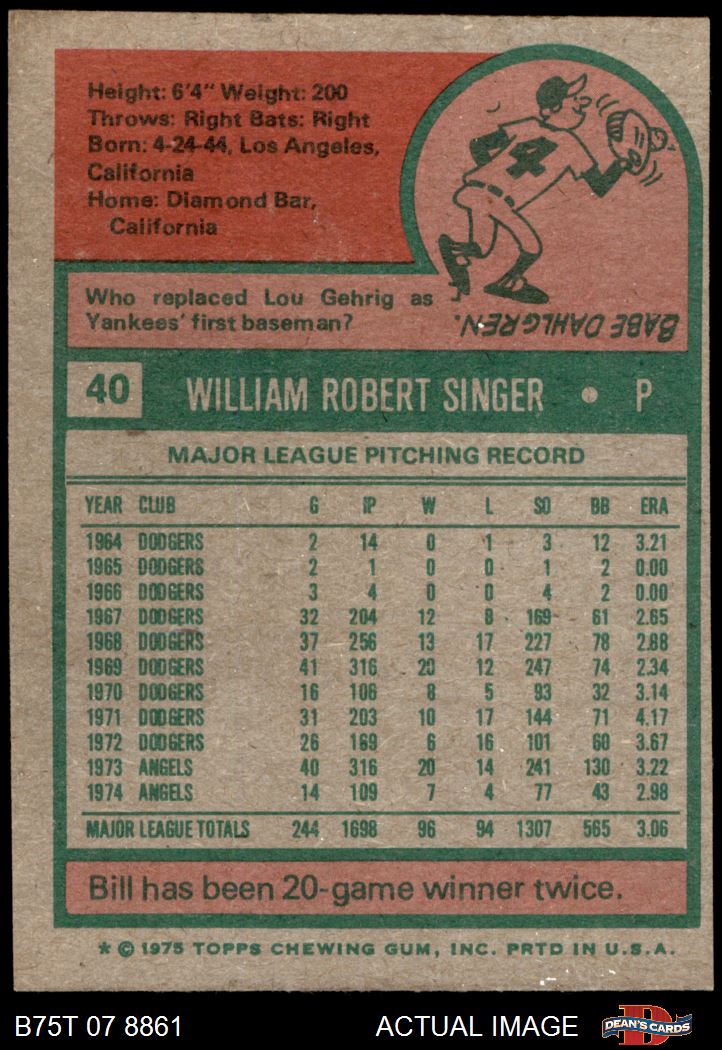 Height: 6'4" Weight: 200
Throws: Right Bats: Right
Born: 4-24-44, Los Angeles,
California
Home: Diamond Bar,
California
4
Who replaced Lou Gehrig as
Yankees' first baseman?
BABE DAHLGREN.
40 WILLIAM ROBERT SINGER • P
MAJOR LEAGUE PITCHING RECORD
YEAR CLUB G IP W L SO BB ERA
1964 DODGERS 2 14 0 1 3 12 3.21
1965 DODGERS 2 1 0 0 1 2 0.00
1966 DODGERS 3 4 0 0 4 2 0.00
1967 DODGERS 32 204 12 8 169 61 2.65
1968 DODGERS 37 256 13 17 227 78 2.88
1969 DODGERS 41 316 20 12 247 74 2.34
1970 DODGERS 16 106 8 5 93 32 3.14
1971 DODGERS 31 203 10 17 144 71 4.17
1972 DODGERS 26 169 6 16 101 60 3.67
1973 ANGELS 40 316 20 14 241 130 3.22
1974 ANGELS 14 109 7 4 77 43 2.98
MAJOR LEAGUE TOTALS 244 1698 96 94 1307 565 3.06
Bill has been 20-game winner twice.
* © 1975 TOPPS CHEWING GUM, INC. PRTD IN U.S.A.
B75T 07 8861 ACTUAL IMAGE D DEAN'S CARDS